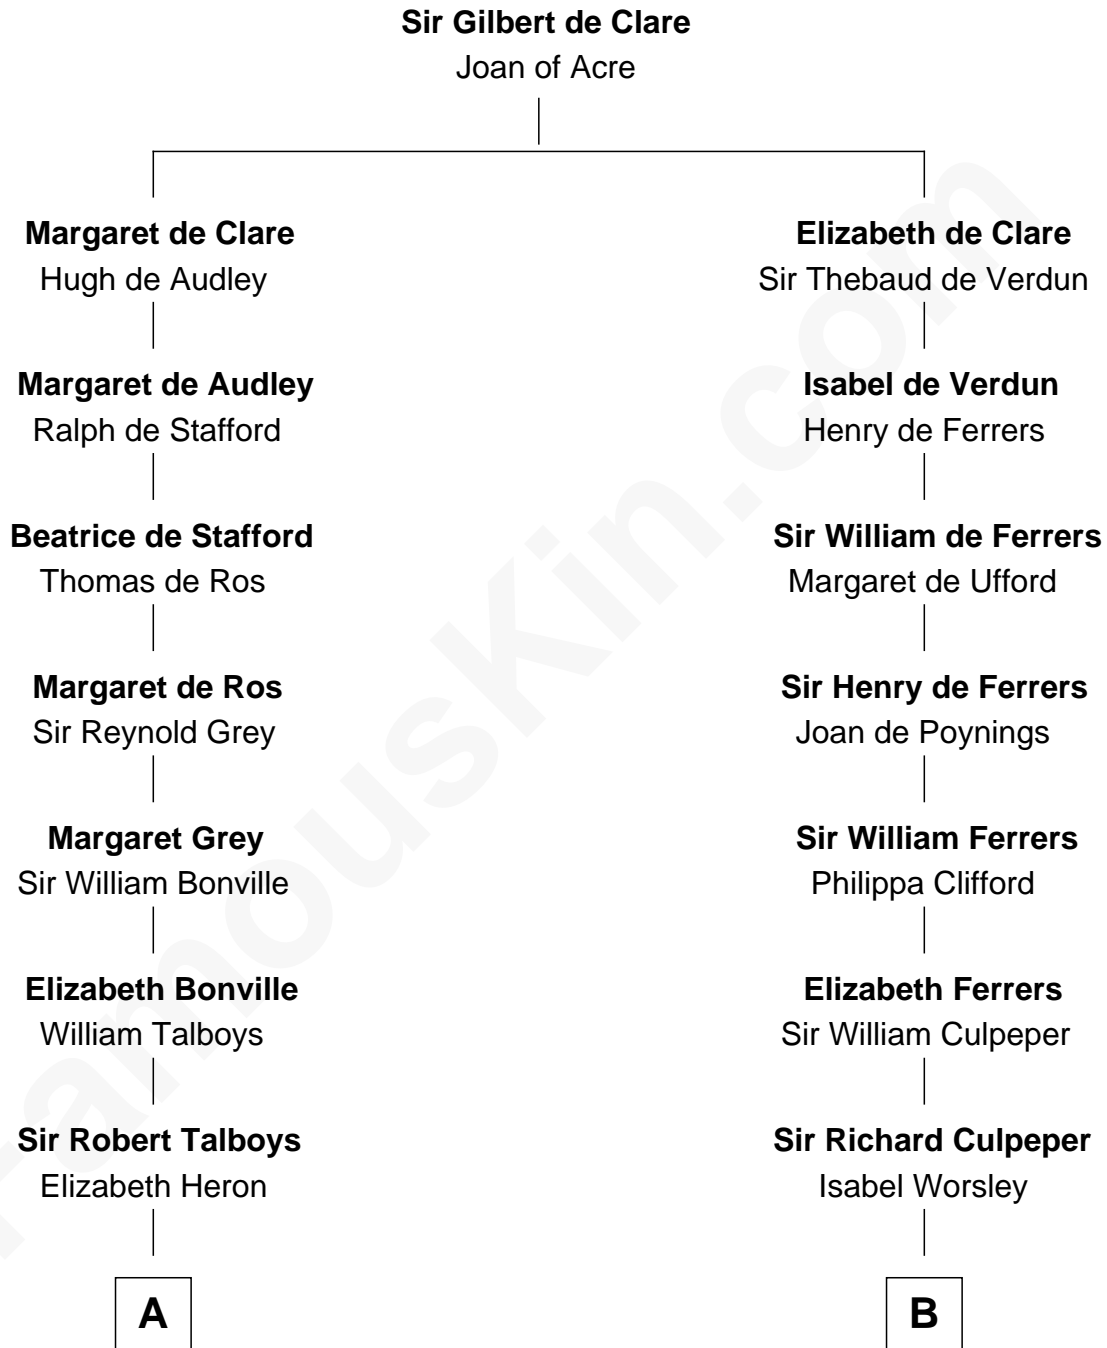 Sir Gilbert de Clare
Joan of Acre
Margaret de Clare
Hugh de Audley
Elizabeth de Clare
Sir Thebaud de Verdun
Margaret de Audley
Ralph de Stafford
Isabel de Verdun
Henry de Ferrers
Beatrice de Stafford
Thomas de Ros
Sir William de Ferrers
Margaret de Ufford
Margaret de Ros
Sir Reynold Grey
Sir Henry de Ferrers
Joan de Poynings
Margaret Grey
Sir William Bonville
Sir William Ferrers
Philippa Clifford
Elizabeth Bonville
William Talboys
Elizabeth Ferrers
Sir William Culpeper
Sir Robert Talboys
Elizabeth Heron
Sir Richard Culpeper
Isabel Worsley
A
B
FamousKin.com